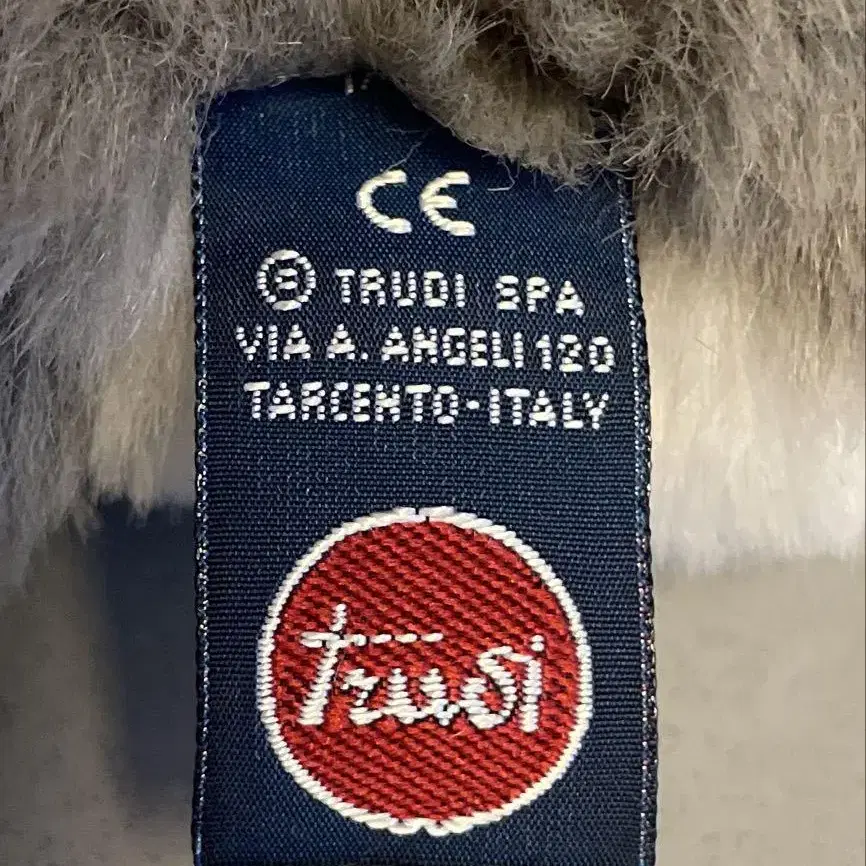 CE
® TRUDI SPA
VIA A. ANGELI 120
TARCENTO-ITALY
Trudi